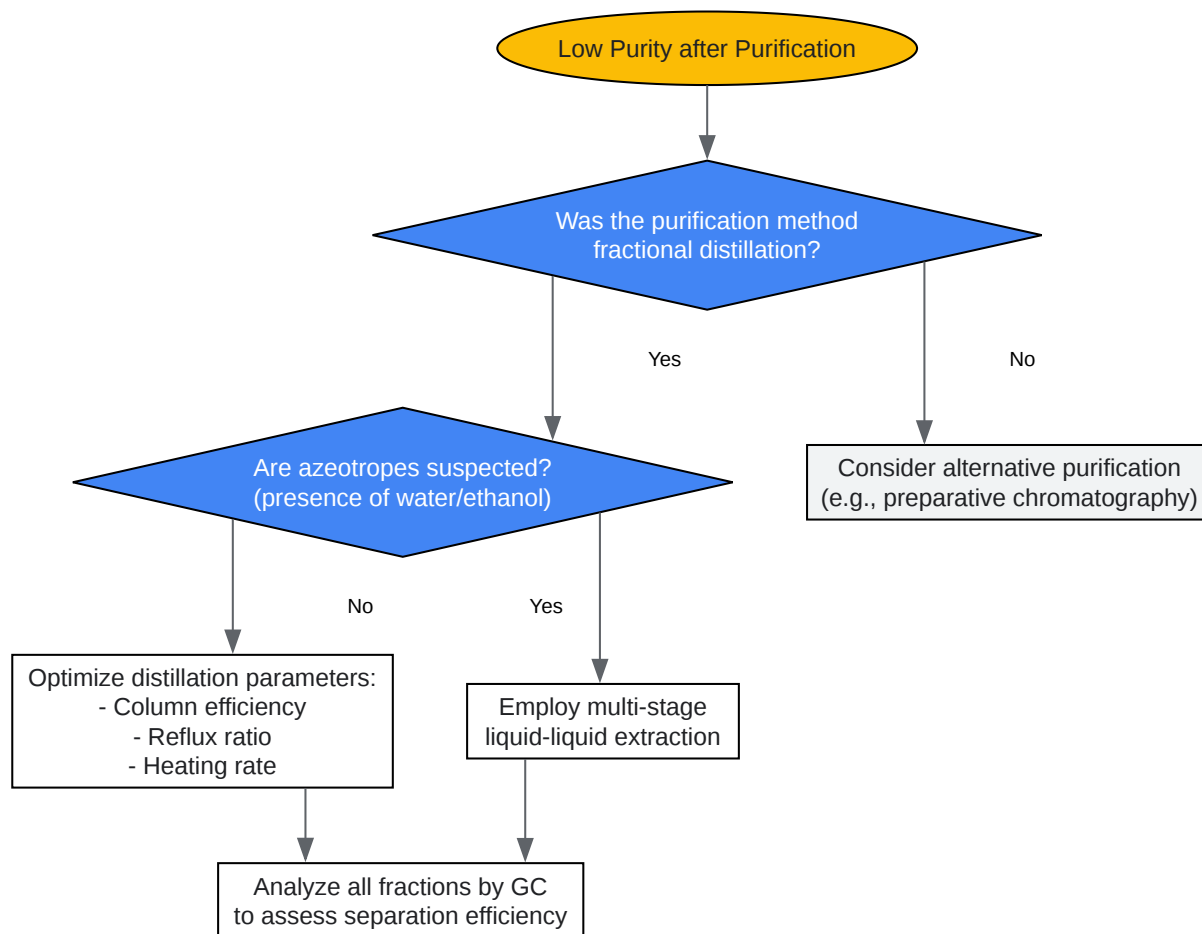 Low Purity after Purification
Was the purification method
fractional distillation?
Yes
No
Are azeotropes suspected?
(presence of water/ethanol)
Consider alternative purification
(e.g., preparative chromatography)
No
Yes
Optimize distillation parameters:
- Column efficiency
- Reflux ratio
- Heating rate
Employ multi-stage
liquid-liquid extraction
Analyze all fractions by GC
to assess separation efficiency